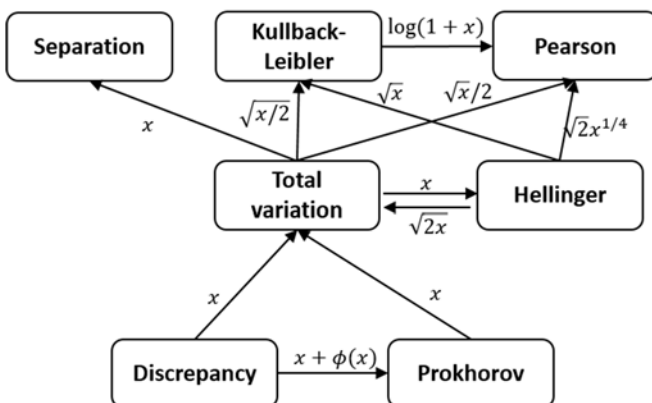 Separation
Kullback-
Leibler
log(1 + x)
Pearson
x
√x/2
√x
√x/2
√2x^{1/4}
Total
variation
x
√2x
Hellinger
x
x
Discrepancy
x + ϕ(x)
Prokhorov